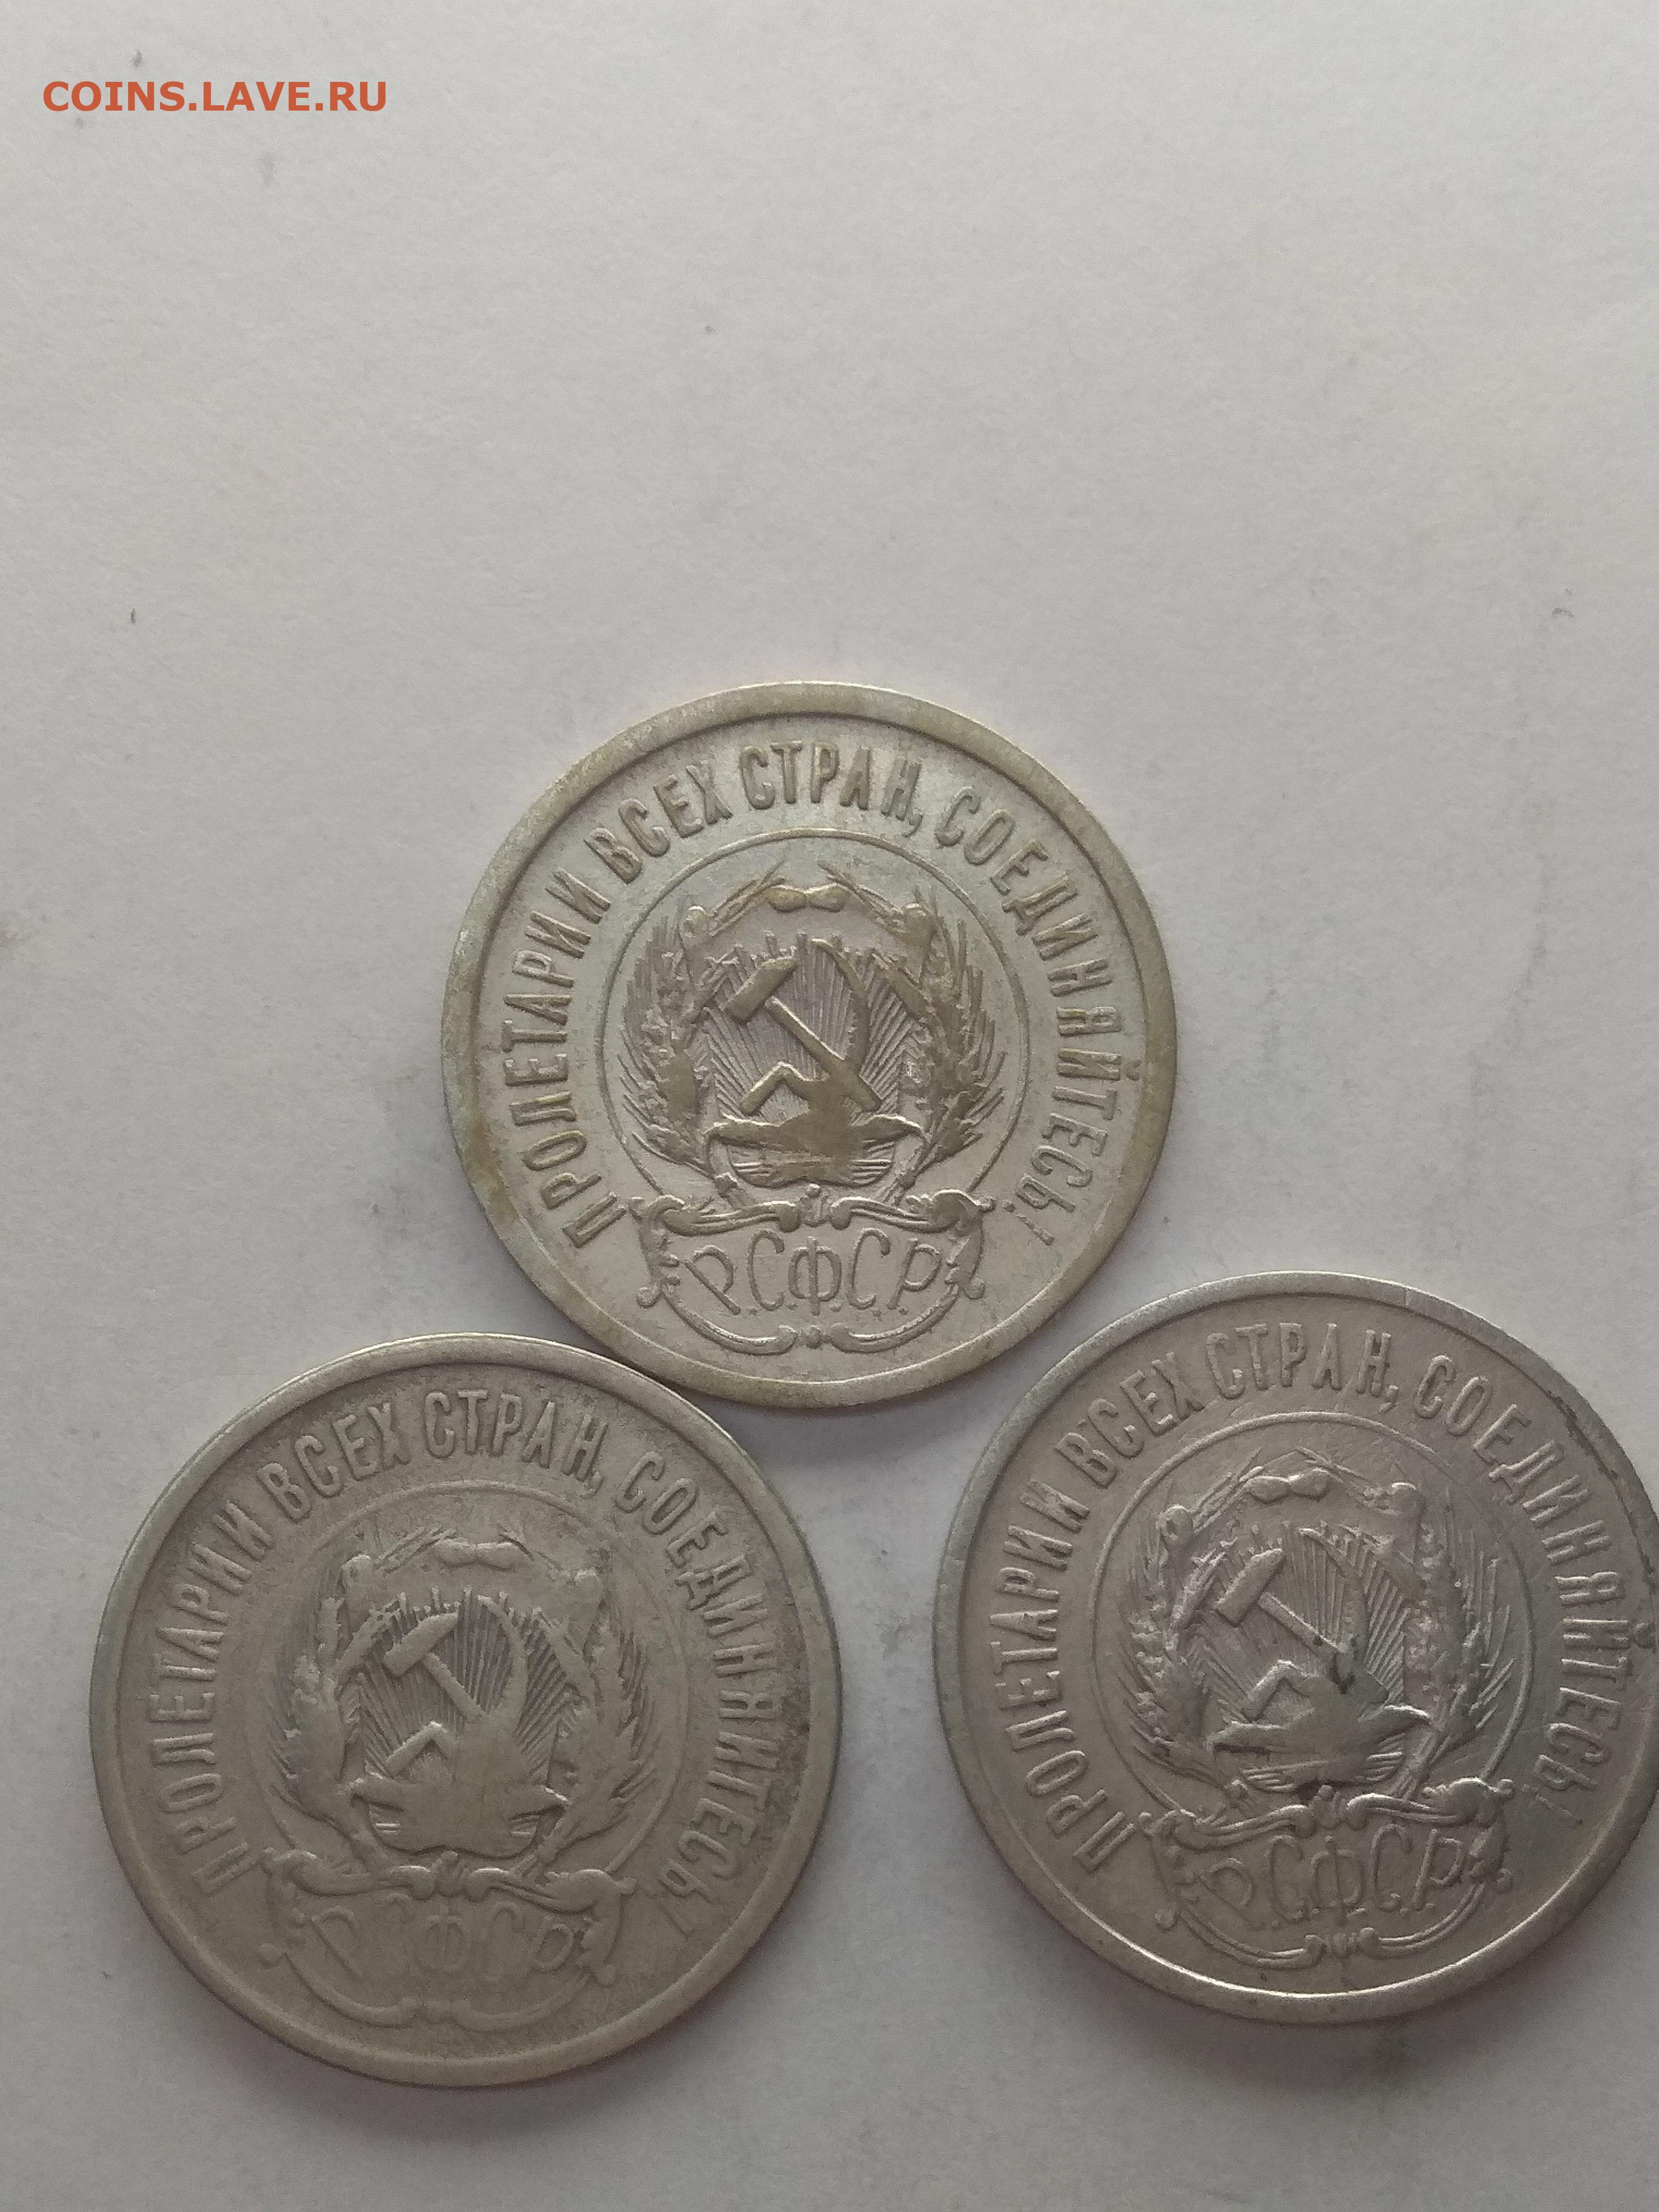 COINS.LAVE.RU
ПРОЛЕТАРИИ ВСЕХ СТРАН, СОЕДИНЯЙТЕСЬ!
Р.С.Ф.С.Р.
ПРОЛЕТАРИИ ВСЕХ СТРАН, СОЕДИНЯЙТЕСЬ!
Р.С.Ф.С.Р.
ПРОЛЕТАРИИ ВСЕХ СТРАН, СОЕДИНЯЙТЕСЬ!
Р.С.Ф.С.Р.